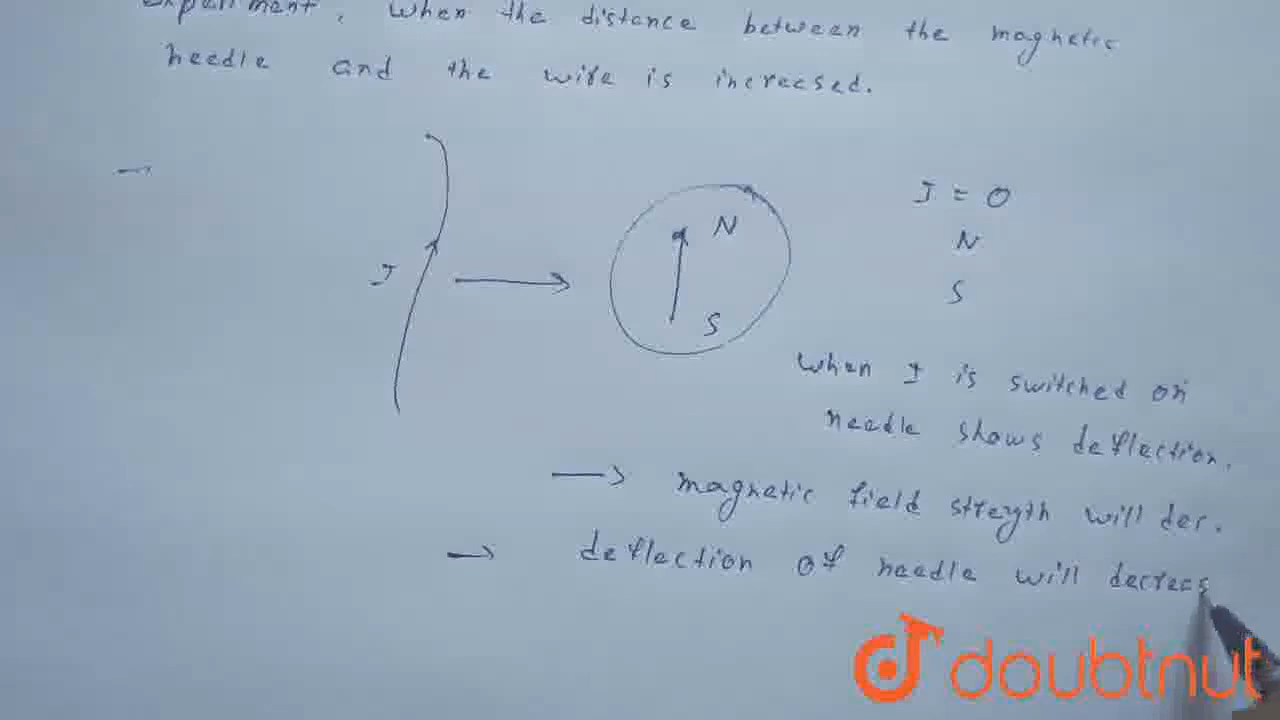 experiment, when the distance between the magnetic
needle and the wire is increased.
I
N
S
I = 0
N
S
when I is switched on
needle shows deflection.
magnetic field strength will der.
deflection of needle will decreas
doubtnut